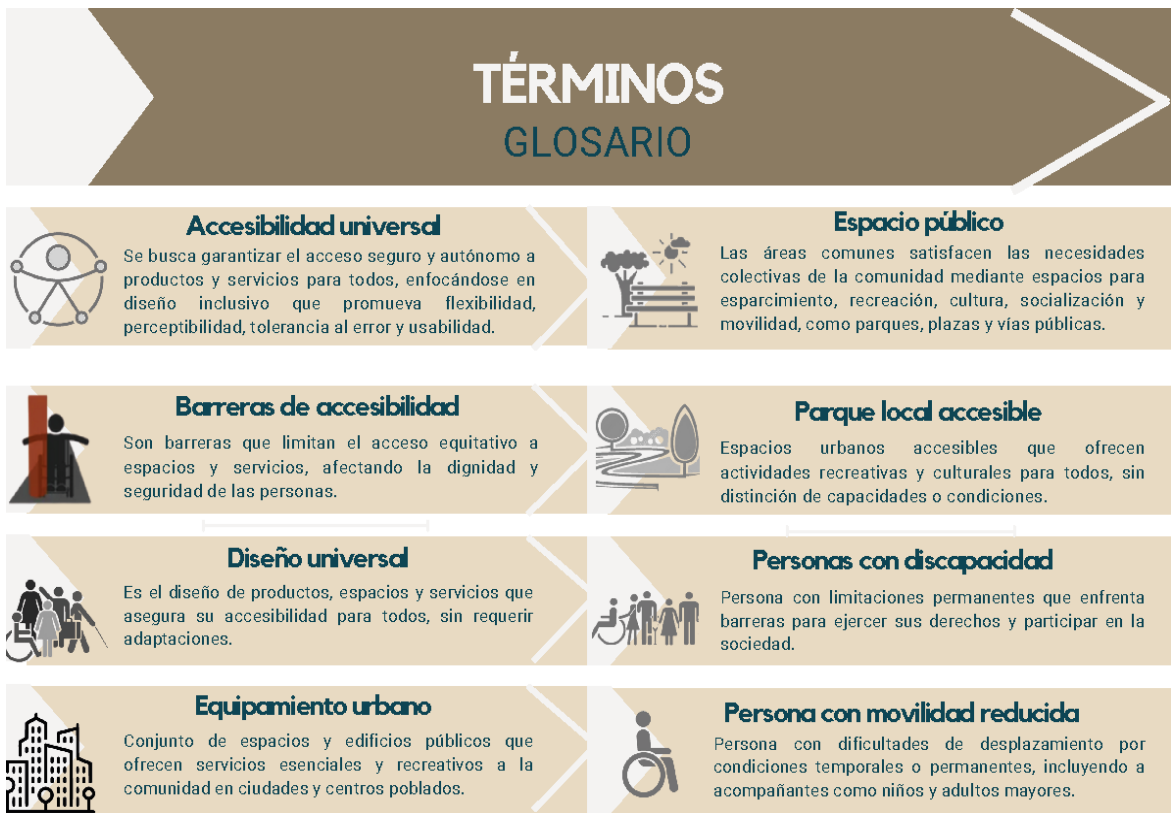 TÉRMINOS
GLOSARIO
Accesibilidad universal
Se busca garantizar el acceso seguro y autónomo a
productos y servicios para todos, enfocándose en
diseño inclusivo que promueva flexibilidad,
perceptibilidad, tolerancia al error y usabilidad.
Espacio público
Las áreas comunes satisfacen las necesidades
colectivas de la comunidad mediante espacios para
esparcimiento, recreación, cultura, socialización y
movilidad, como parques, plazas y vías públicas.
Barreras de accesibilidad
Son barreras que limitan el acceso equitativo a
espacios y servicios, afectando la dignidad y
seguridad de las personas.
Parque local accesible
Espacios urbanos accesibles que ofrecen
actividades recreativas y culturales para todos, sin
distinción de capacidades o condiciones.
Diseño universal
Es el diseño de productos, espacios y servicios que
asegura su accesibilidad para todos, sin requerir
adaptaciones.
Personas con discapacidad
Persona con limitaciones permanentes que enfrenta
barreras para ejercer sus derechos y participar en la
sociedad.
Equipamiento urbano
Conjunto de espacios y edificios públicos que
ofrecen servicios esenciales y recreativos a la
comunidad en ciudades y centros poblados.
Persona con movilidad reducida
Persona con dificultades de desplazamiento por
condiciones temporales o permanentes, incluyendo a
acompañantes como niños y adultos mayores.